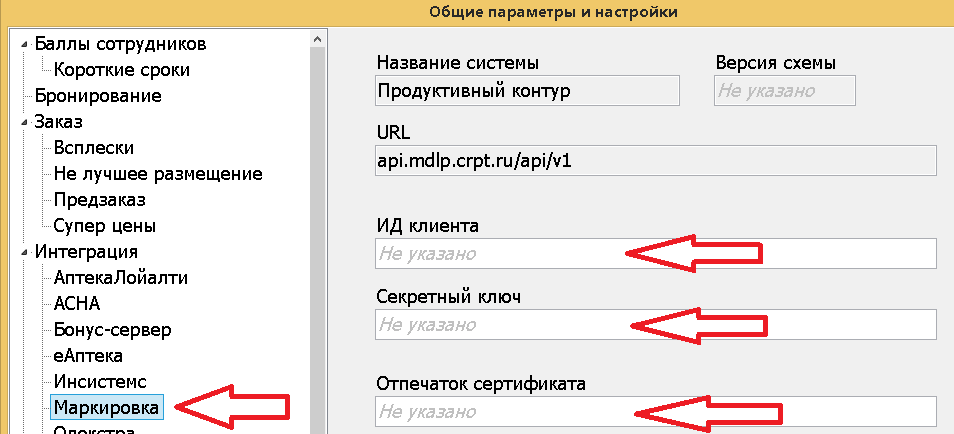 Общие параметры и настройки
Баллы сотрудников
Короткие сроки
Бронирование
Заказ
Всплески
Не лучшее размещение
Предзаказ
Супер цены
Интеграция
АптекаЛойалти
АСНА
Бонус-сервер
еАптека
Инсистемс
Маркировка
Название системы
Продуктивный контур
Версия схемы
Не указано
URL
api.mdlp.crpt.ru/api/v1
ИД клиента
Не указано
Секретный ключ
Не указано
Отпечаток сертификата
Не указано